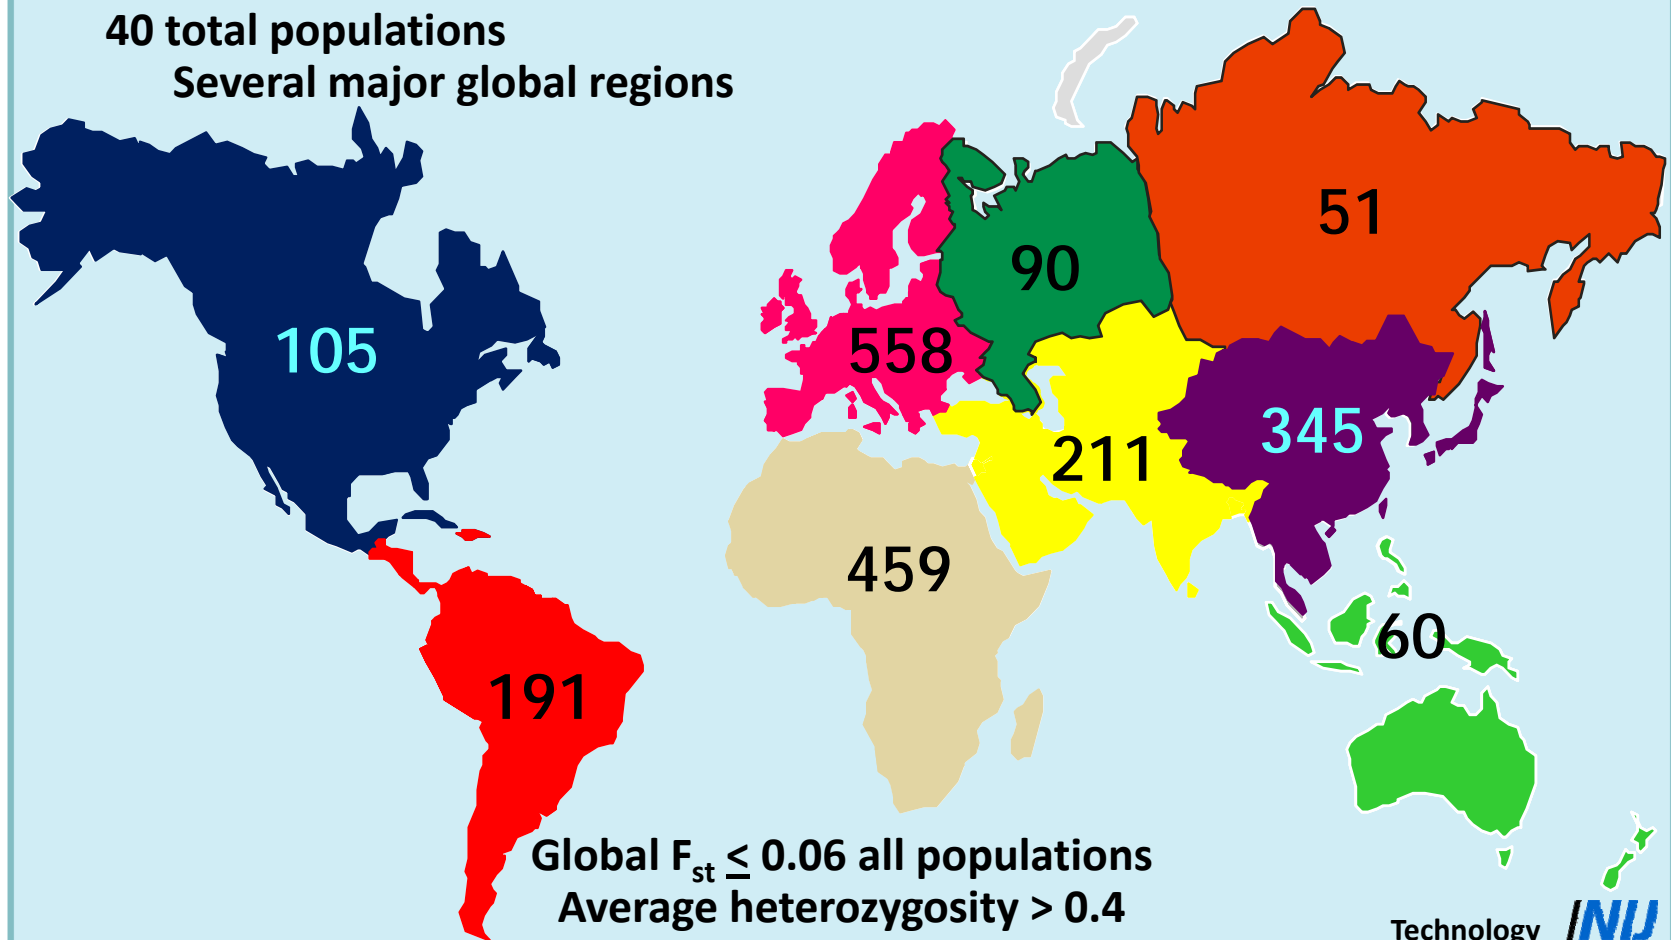 40 total populations
Several major global regions
51
90
105
558
345
211
459
60
191
Global Fst ≤ 0.06 all populations
Average heterozygosity > 0.4
Technology NIJ